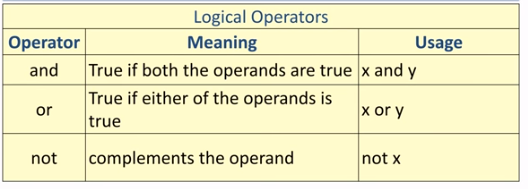 Logical Operators
Operator Meaning Usage
and True if both the operands are true x and y
or True if either of the operands is true x or y
not complements the operand not x